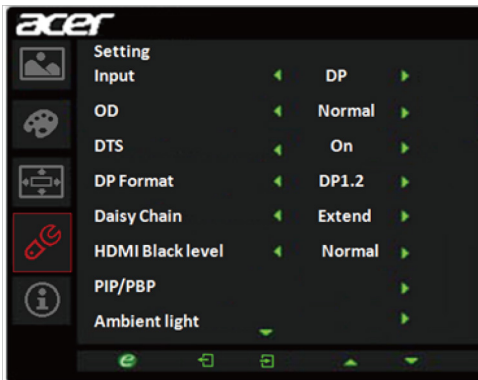 acer
Setting
Input DP
OD Normal
DTS On
DP Format DP1.2
Daisy Chain Extend
HDMI Black level Normal
PIP/PBP
Ambient light
e